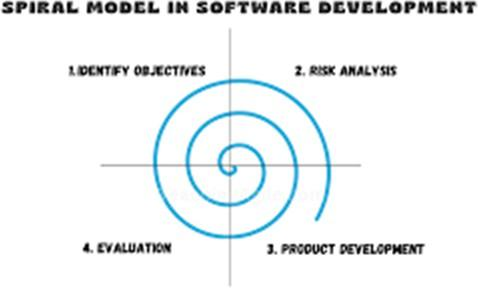 SPIRAL MODEL IN SOFTWARE DEVELOPMENT
1.IDENTIFY OBJECTIVES
2. RISK ANALYSIS
4. EVALUATION
3. PRODUCT DEVELOPMENT